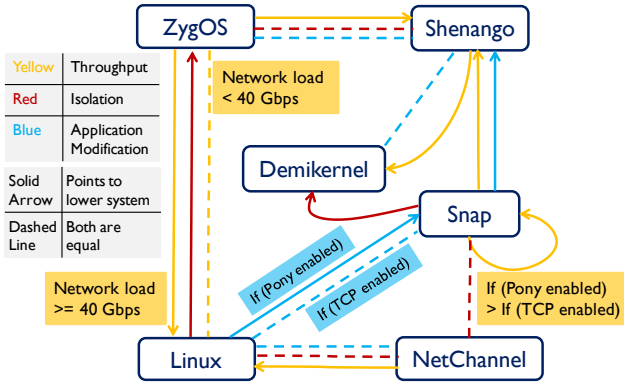 ZygOS
Shenango
Yellow Throughput
Red Isolation
Blue Application
Modification
Solid
Arrow
Points to
lower system
Dashed
Line
Both are
equal
Network load
< 40 Gbps
Demikernel
Snap
If (Pony enabled)
If (TCP enabled)
Network load
>= 40 Gbps
If (Pony enabled)
> If (TCP enabled)
Linux
NetChannel